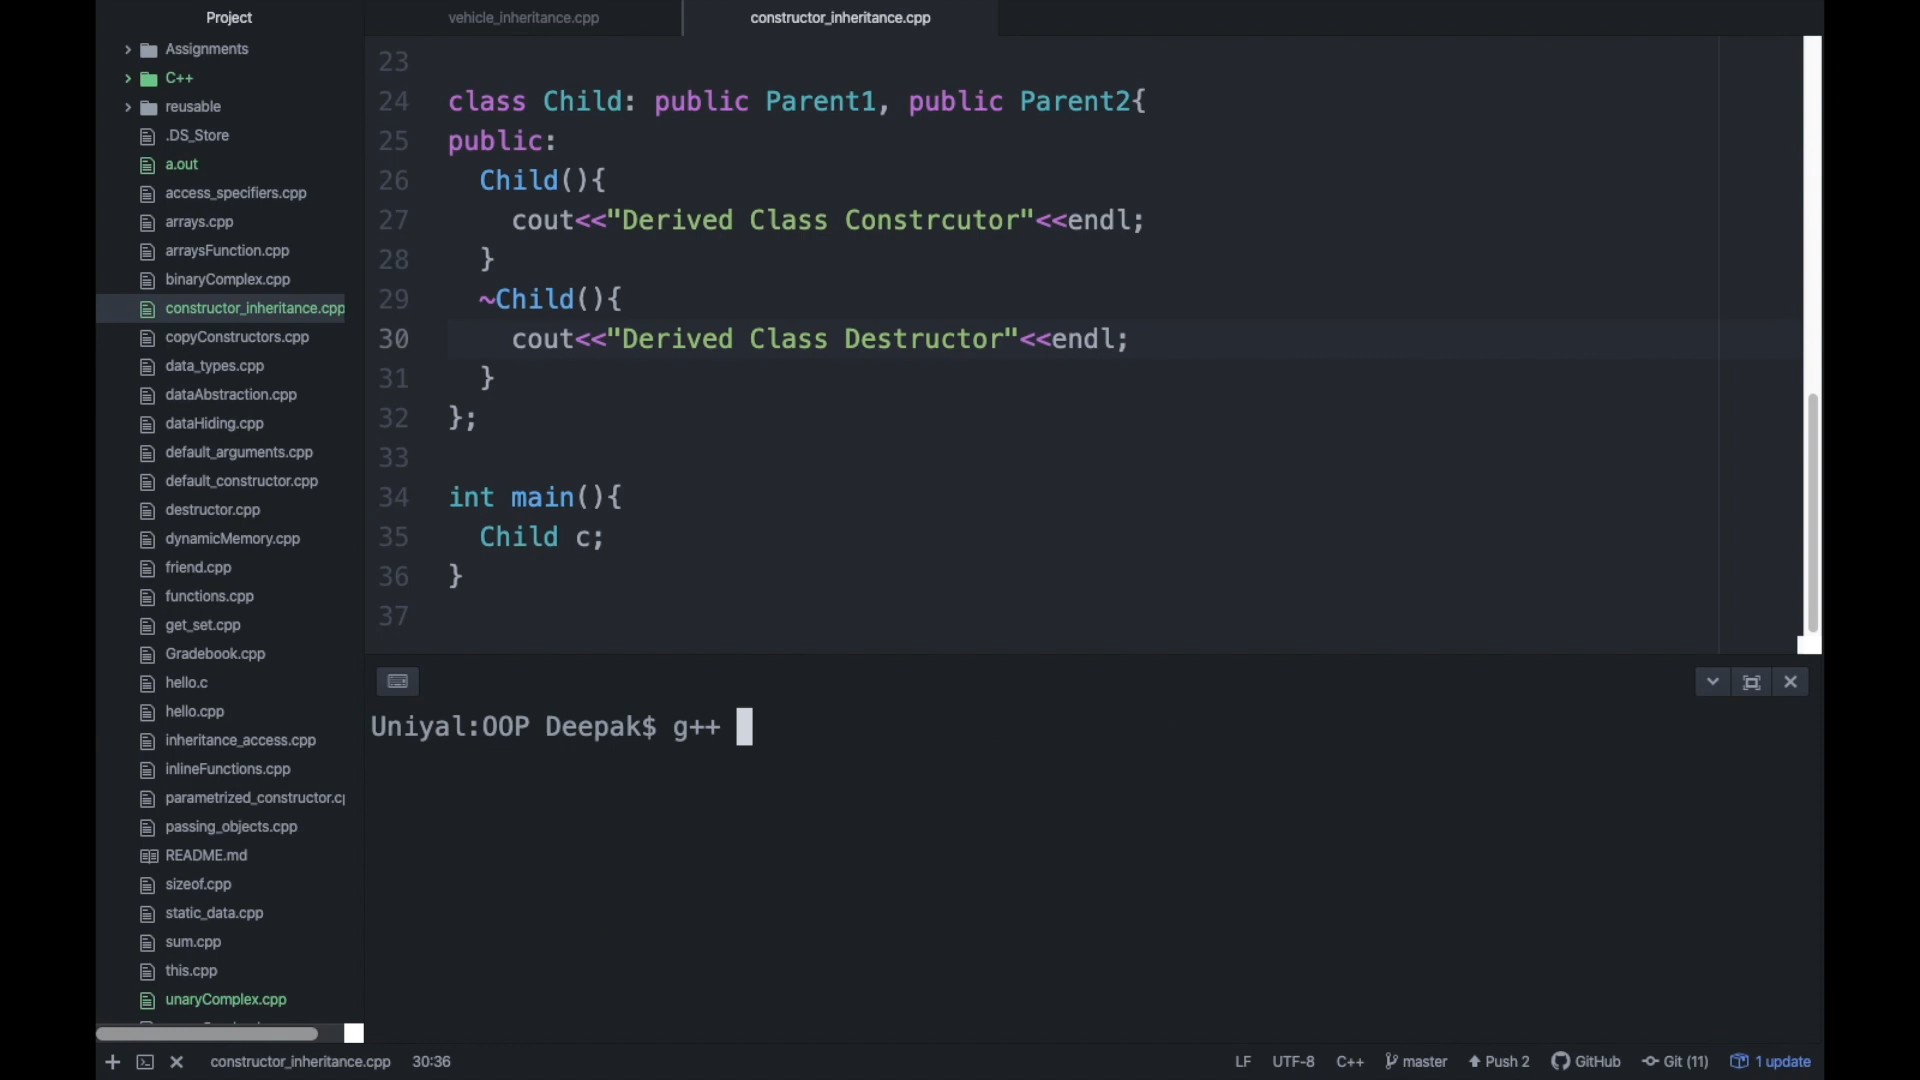 Project
Assignments
C++
reusable
.DS_Store
a.out
access_specifiers.cpp
arrays.cpp
arraysFunction.cpp
binaryComplex.cpp
constructor_inheritance.cpp
copyConstructors.cpp
data_types.cpp
dataAbstraction.cpp
dataHiding.cpp
default_arguments.cpp
default_constructor.cpp
destructor.cpp
dynamicMemory.cpp
friend.cpp
functions.cpp
get_set.cpp
Gradebook.cpp
hello.c
hello.cpp
inheritance_access.cpp
inlineFunctions.cpp
parametrized_constructor.c
passing_objects.cpp
README.md
sizeof.cpp
static_data.cpp
sum.cpp
this.cpp
unaryComplex.cpp
vehicle_inheritance.cpp
constructor_inheritance.cpp
23
24 class Child: public Parent1, public Parent2{
25 public:
26 Child(){
27 cout<<"Derived Class Constrcutor"<<endl;
28 }
29 ~Child(){
30 cout<<"Derived Class Destructor"<<endl;
31 }
32 };
33
34 int main(){
35 Child c;
36 }
37
Uniyal:OOP Deepak$ g++
constructor_inheritance.cpp 30:36 LF UTF-8 C++ master Push 2 GitHub Git (11) 1 update